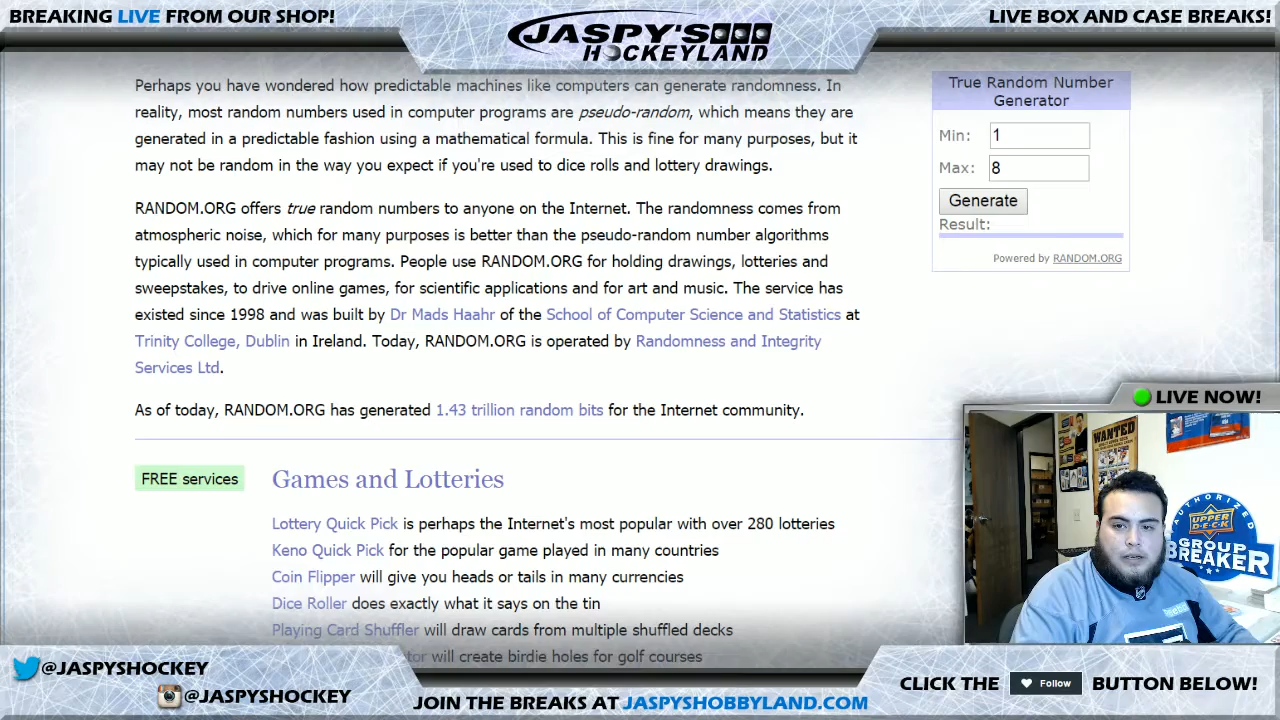 BREAKING LIVE FROM OUR SHOP!
JASPY'S
HOCKEYLAND
LIVE BOX AND CASE BREAKS!
Perhaps you have wondered how predictable machines like computers can generate randomness. In
reality, most random numbers used in computer programs are pseudo-random, which means they are
generated in a predictable fashion using a mathematical formula. This is fine for many purposes, but it
may not be random in the way you expect if you're used to dice rolls and lottery drawings.
RANDOM.ORG offers true random numbers to anyone on the Internet. The randomness comes from
atmospheric noise, which for many purposes is better than the pseudo-random number algorithms
typically used in computer programs. People use RANDOM.ORG for holding drawings, lotteries and
sweepstakes, to drive online games, for scientific applications and for art and music. The service has
existed since 1998 and was built by Dr Mads Haahr of the School of Computer Science and Statistics at
Trinity College, Dublin in Ireland. Today, RANDOM.ORG is operated by Randomness and Integrity
Services Ltd.
As of today, RANDOM.ORG has generated 1.43 trillion random bits for the Internet community.
True Random Number
Generator
Min: 1
Max: 8
Generate
Result:
Powered by RANDOM.ORG
FREE services
Games and Lotteries
Lottery Quick Pick is perhaps the Internet's most popular with over 280 lotteries
Keno Quick Pick for the popular game played in many countries
Coin Flipper will give you heads or tails in many currencies
Dice Roller does exactly what it says on the tin
Playing Card Shuffler will draw cards from multiple shuffled decks
will create birdie holes for golf courses
LIVE NOW!
WANTED
AUTHORIZED
UPPER
DECK
GROUP
BREAKER
@JASPYSHOCKEY
@JASPYSHOCKEY
JOIN THE BREAKS AT JASPYSHOBBYLAND.COM
CLICK THE Follow BUTTON BELOW!